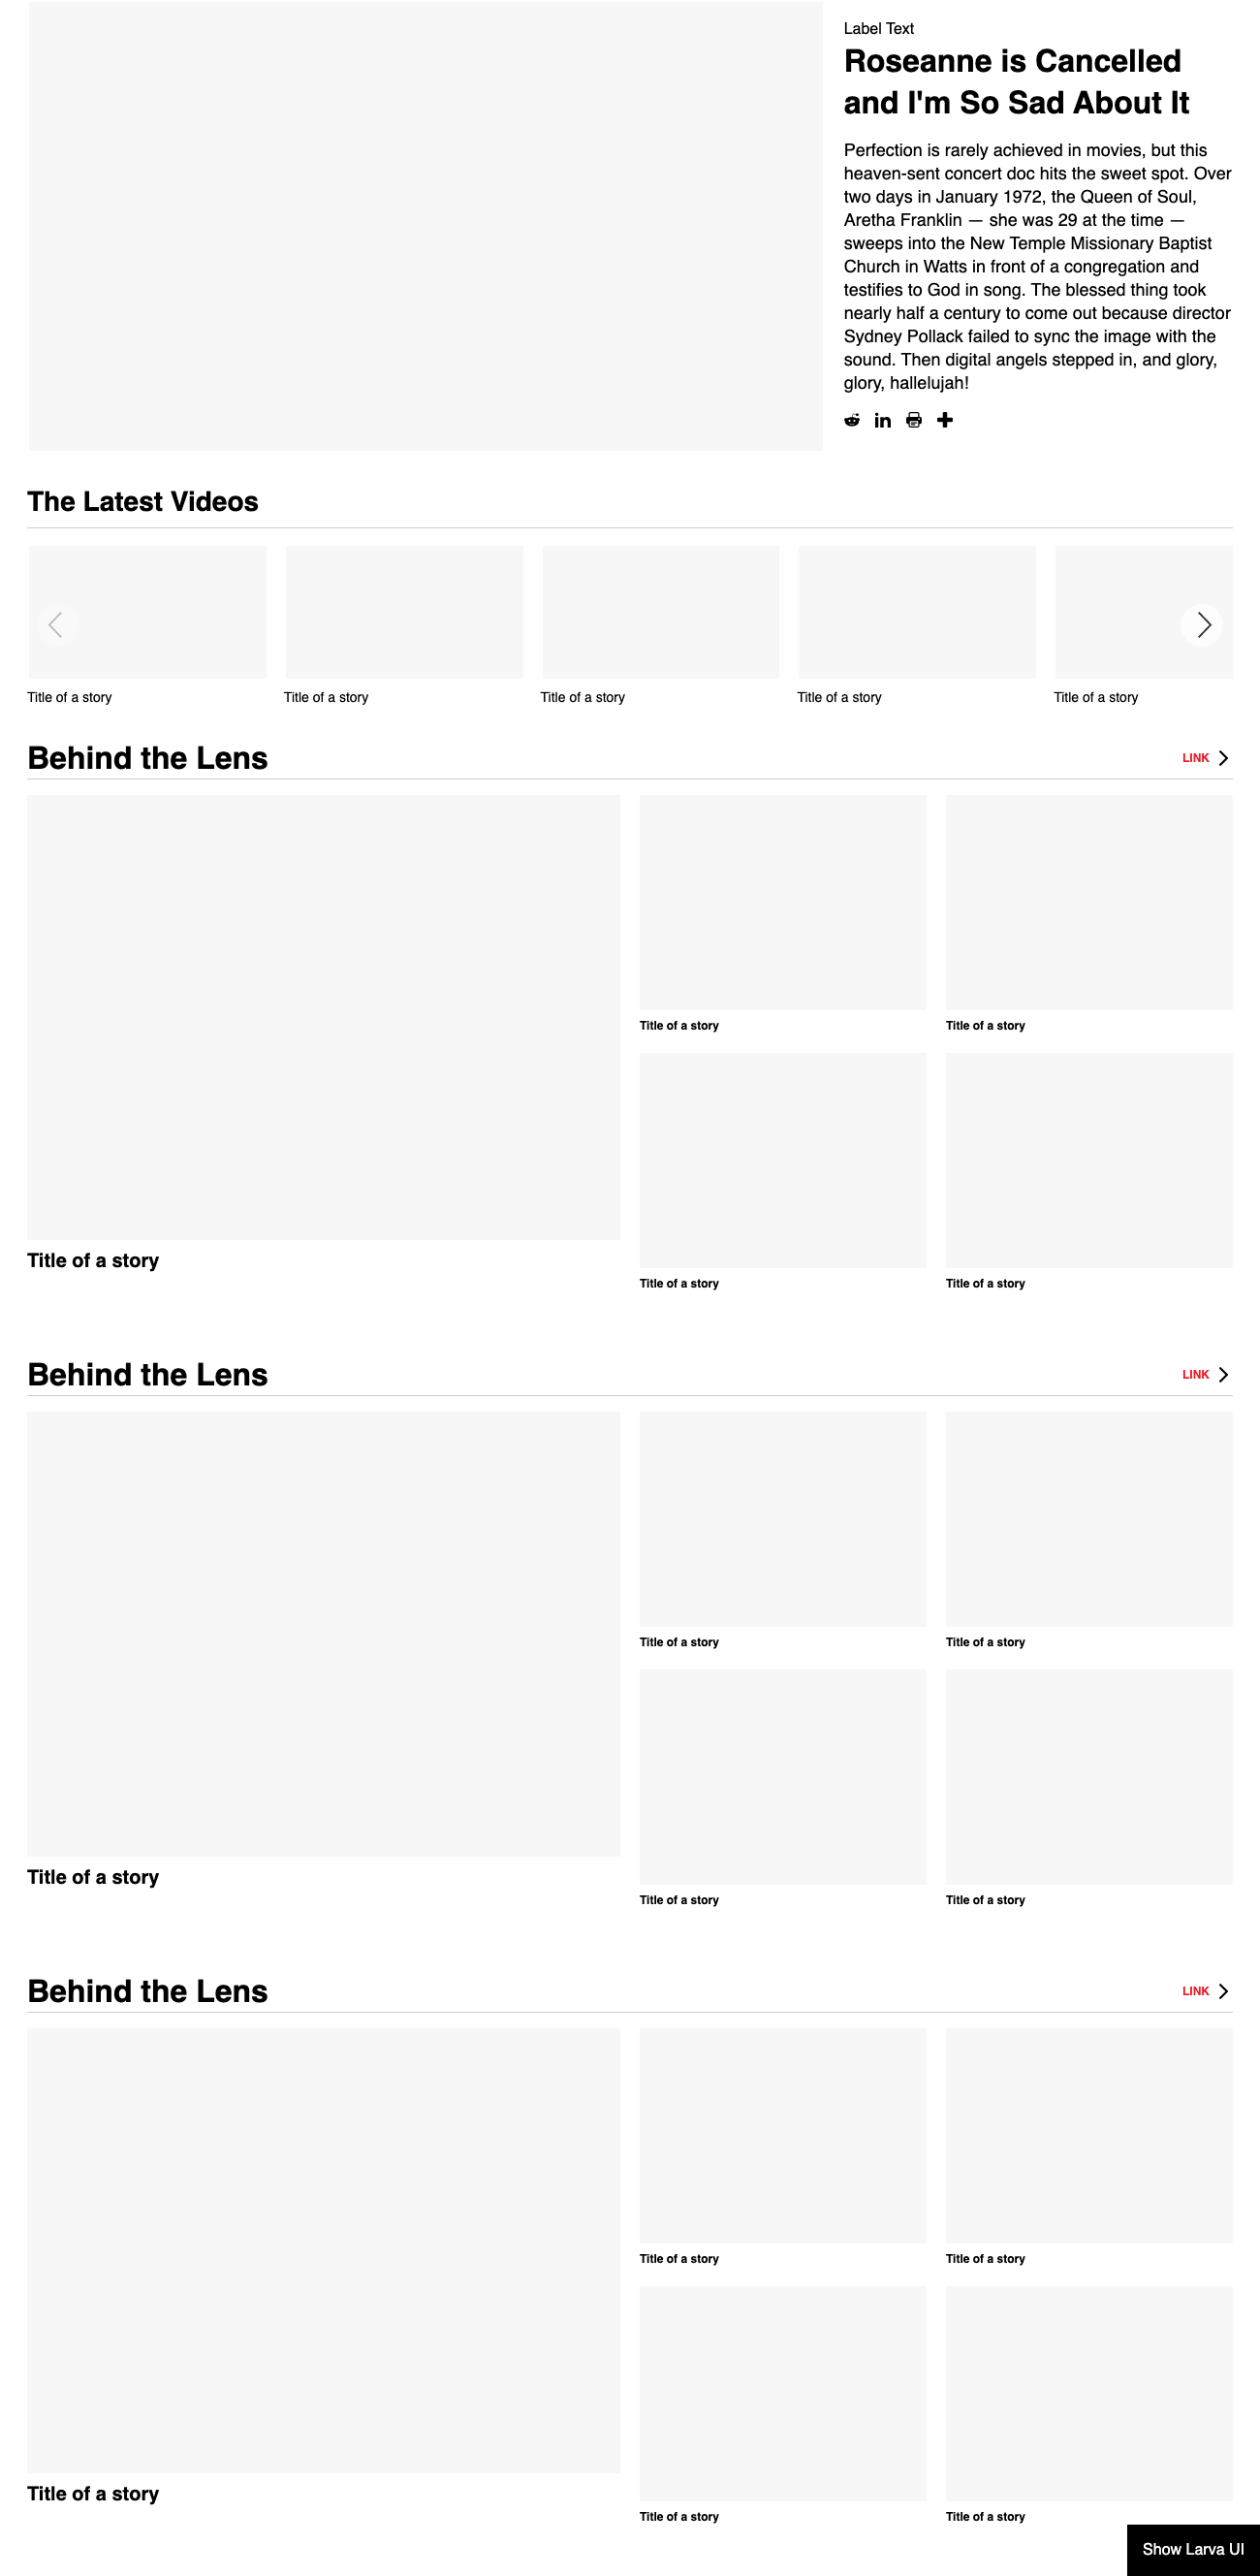 Label Text
Roseanne is Cancelled
and I'm So Sad About It
Perfection is rarely achieved in movies, but this
heaven-sent concert doc hits the sweet spot. Over
two days in January 1972, the Queen of Soul,
Aretha Franklin — she was 29 at the time —
sweeps into the New Temple Missionary Baptist
Church in Watts in front of a congregation and
testifies to God in song. The blessed thing took
nearly half a century to come out because director
Sydney Pollack failed to sync the image with the
sound. Then digital angels stepped in, and glory,
glory, hallelujah!
The Latest Videos
Title of a story
Title of a story
Title of a story
Title of a story
Title of a story
Behind the Lens
LINK
Title of a story
Title of a story
Title of a story
Title of a story
Title of a story
Behind the Lens
LINK
Title of a story
Title of a story
Title of a story
Title of a story
Title of a story
Behind the Lens
LINK
Title of a story
Title of a story
Title of a story
Title of a story
Title of a story
Show Larva UI